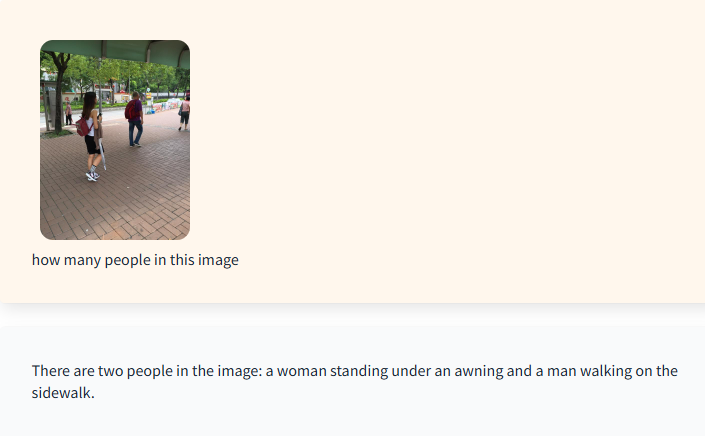 how many people in this image
There are two people in the image: a woman standing under an awning and a man walking on the
sidewalk.